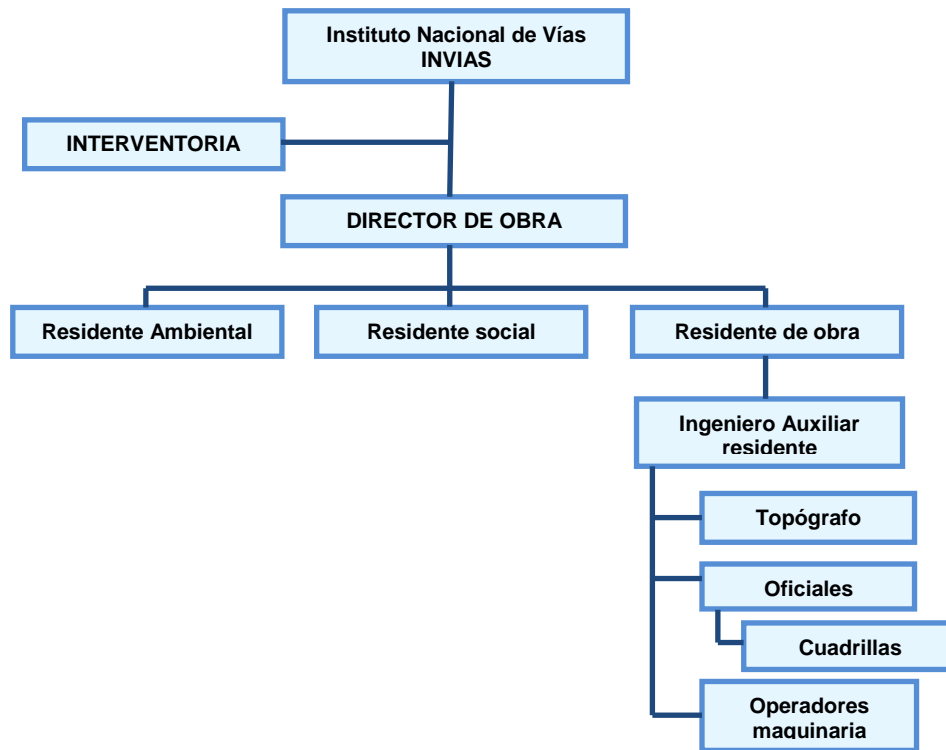 Instituto Nacional de Vías
INVIAS
INTERVENTORIA
DIRECTOR DE OBRA
Residente Ambiental
Residente social
Residente de obra
Ingeniero Auxiliar
residente
Topógrafo
Oficiales
Cuadrillas
Operadores
maquinaria